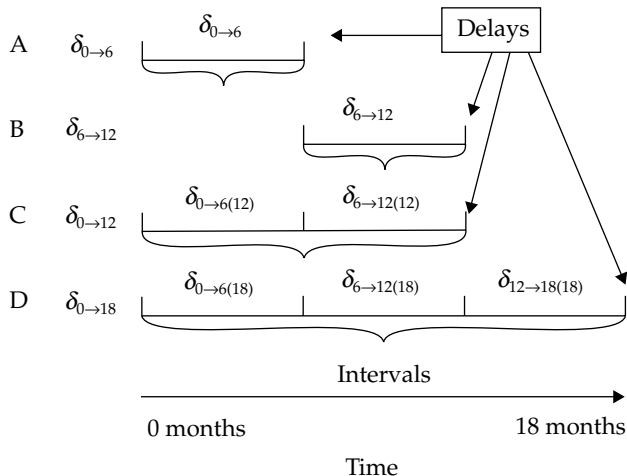 A δ0→6 δ0→6 Delays
B δ6→12 δ6→12
C δ0→12 δ0→6(12) δ6→12(12)
D δ0→18 δ0→6(18) δ6→12(18) δ12→18(18)
Intervals
0 months 18 months
Time